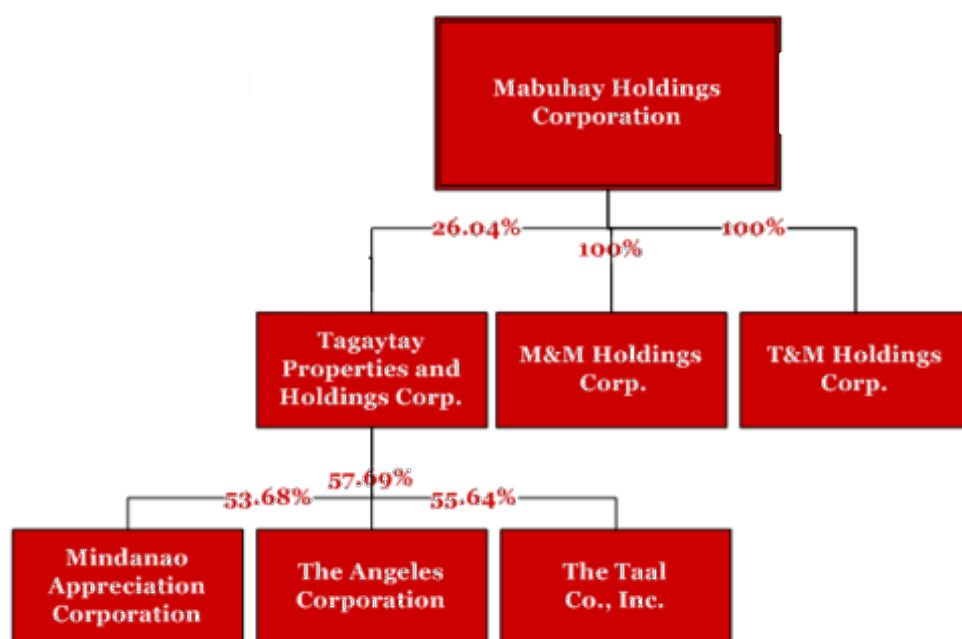 Mabuhay Holdings
Corporation
26.04%
100%
100%
Tagaytay
Properties and
Holdings Corp.
M&M Holdings
Corp.
T&M Holdings
Corp.
53.68%
57.69%
55.64%
Mindanao
Appreciation
Corporation
The Angeles
Corporation
The Taal
Co., Inc.